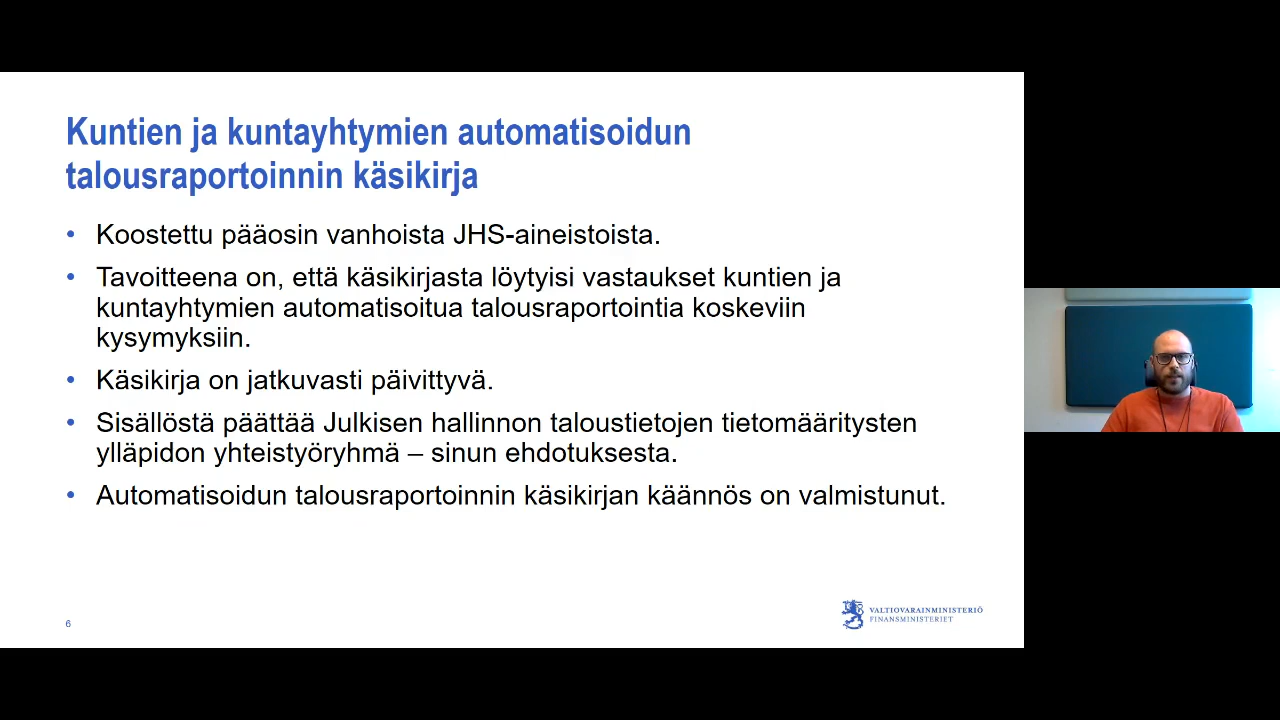 Kuntien ja kuntayhtymien automatisoidun
talousraportoinnin käsikirja
• Koostettu pääosin vanhoista JHS-aineistoista.
• Tavoitteena on, että käsikirjasta löytyisi vastaukset kuntien ja
kuntayhtymien automatisoitua talousraportointia koskeviin
kysymyksiin.
• Käsikirja on jatkuvasti päivittyvä.
• Sisällöstä päättää Julkisen hallinnon taloustietojen tietomääritysten
ylläpidon yhteistyöryhmä – sinun ehdotuksesta.
• Automatisoidun talousraportoinnin käsikirjan käännös on valmistunut.
6
VALTIOVARAINMINISTERIÖ
FINANSMINISTERIET